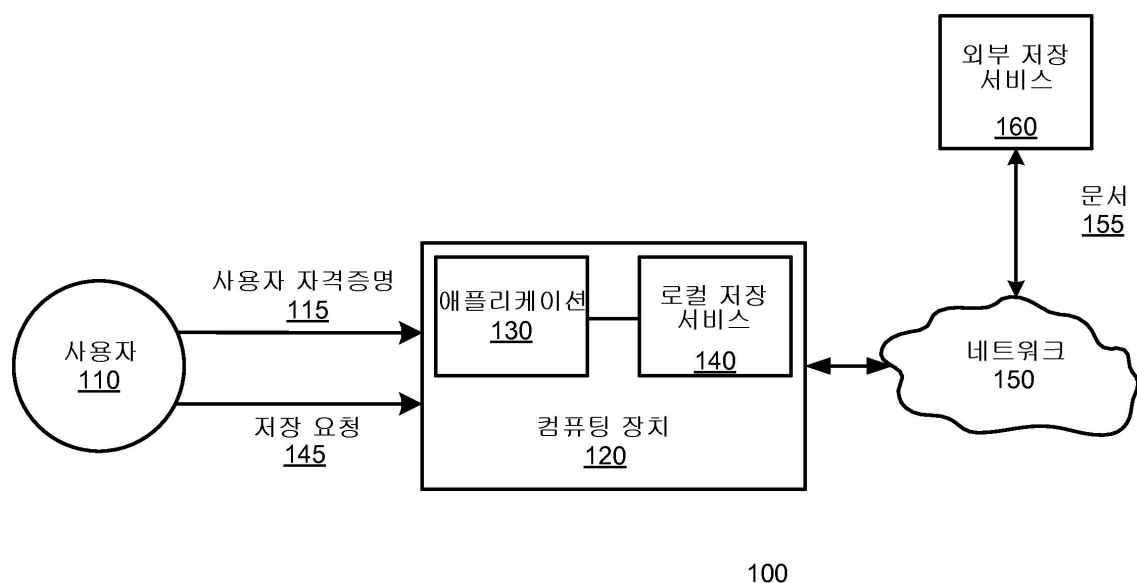 외부 저장
서비스
160
문서
155
사용자 자격증명
115
애플리케이션
130
로컬 저장
서비스
140
사용자
110
네트워크
150
저장 요청
145
컴퓨팅 장치
120
100